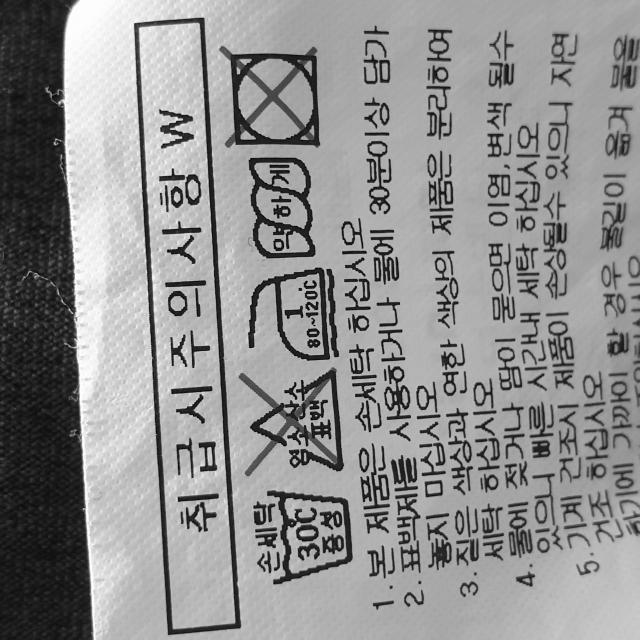 취급시주의사항 W
손세탁
30℃
중성
염소산소
표백
1
80~120℃
약하게
1. 본 제품은 손세탁 하십시오
2. 표백제를 사용하거나 물에 30분이상 담가
두지 마십시오
3. 짙은 색상과 연한 색상의 제품은 분리하여
세탁 하십시오
4. 물에 젖거나 땀이 묻으면 이염,변색 될수
있으니 빠른 시간내 세탁 하십시오
5. 기계 건조시 제품이 손상될수 있으니 자연
건조 하십시오
화기에 가까이 할 경우 불길이 옮겨 붙을